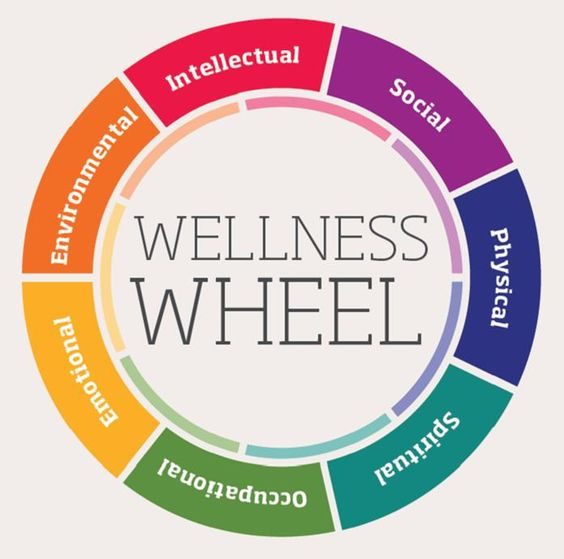 Intellectual
Social
Physical
Spiritual
Occupational
Emotional
Environmental
WELLNESS
WHEEL